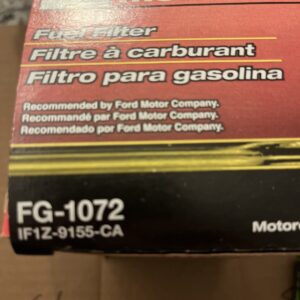 Fuel Filter
Filtre à carburant
Filtro para gasolina
Recommended by Ford Motor Company.
Recommandé par Ford Motor Company.
Recomendado por Ford Motor Company.
FG-1072
IF1Z-9155-CA
Motor